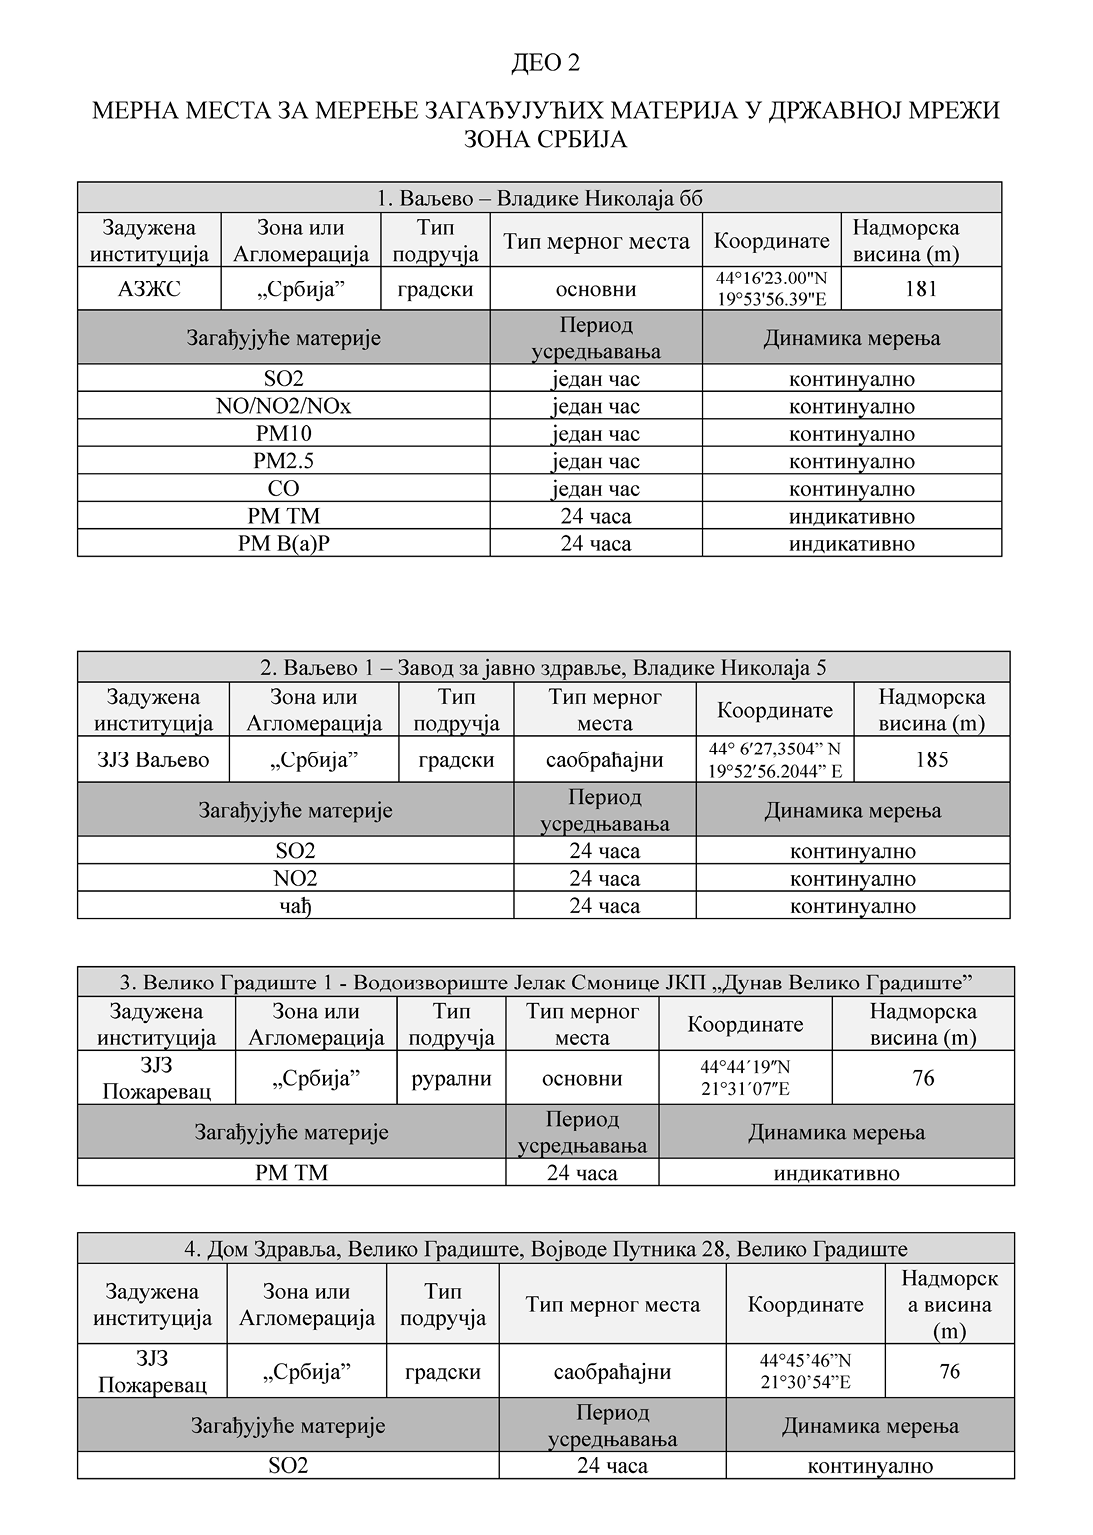 ДЕО 2
МЕРНА МЕСТА ЗА МЕРЕЊЕ ЗАГАЂУЈУЋИХ МАТЕРИЈА У ДРЖАВНОЈ МРЕЖИ
ЗОНА СРБИЈА
1. Ваљево – Владике Николаја бб
Задужена институција Зона или Агломерација Тип подручја Тип мерног места Координате Надморска висина (m)
АЗЖС „Србија” градски основни 44°16'23.00"N 19°53'56.39"E 181
Загађујуће материје Период усредњавања Динамика мерења
SO2 један час континуално
NO/NO2/NOx један час континуално
PM10 један час континуално
PM2.5 један час континуално
CO један час континуално
PM TM 24 часа индикативно
PM B(a)P 24 часа индикативно
2. Ваљево 1 – Завод за јавно здравље, Владике Николаја 5
Задужена институција Зона или Агломерација Тип подручја Тип мерног места Координате Надморска висина (m)
ЗЈЗ Ваљево „Србија” градски саобраћајни 44° 6′27,3504” N 19°52′56.2044” E 185
Загађујуће материје Период усредњавања Динамика мерења
SO2 24 часа континуално
NO2 24 часа континуално
чађ 24 часа континуално
3. Велико Градиште 1 - Водоизвориште Јелак Смонице ЈКП „Дунав Велико Градиште”
Задужена институција Зона или Агломерација Тип подручја Тип мерног места Координате Надморска висина (m)
ЗЈЗ Пожаревац „Србија” рурални основни 44°44´19″N 21°31´07″E 76
Загађујуће материје Период усредњавања Динамика мерења
PM TM 24 часа индикативно
4. Дом Здравља, Велико Градиште, Војводе Путника 28, Велико Градиште
Задужена институција Зона или Агломерација Тип подручја Тип мерног места Координате Надморск а висина (m)
ЗЈЗ Пожаревац „Србија” градски саобраћајни 44°45’46”N 21°30’54”E 76
Загађујуће материје Период усредњавања Динамика мерења
SO2 24 часа континуално